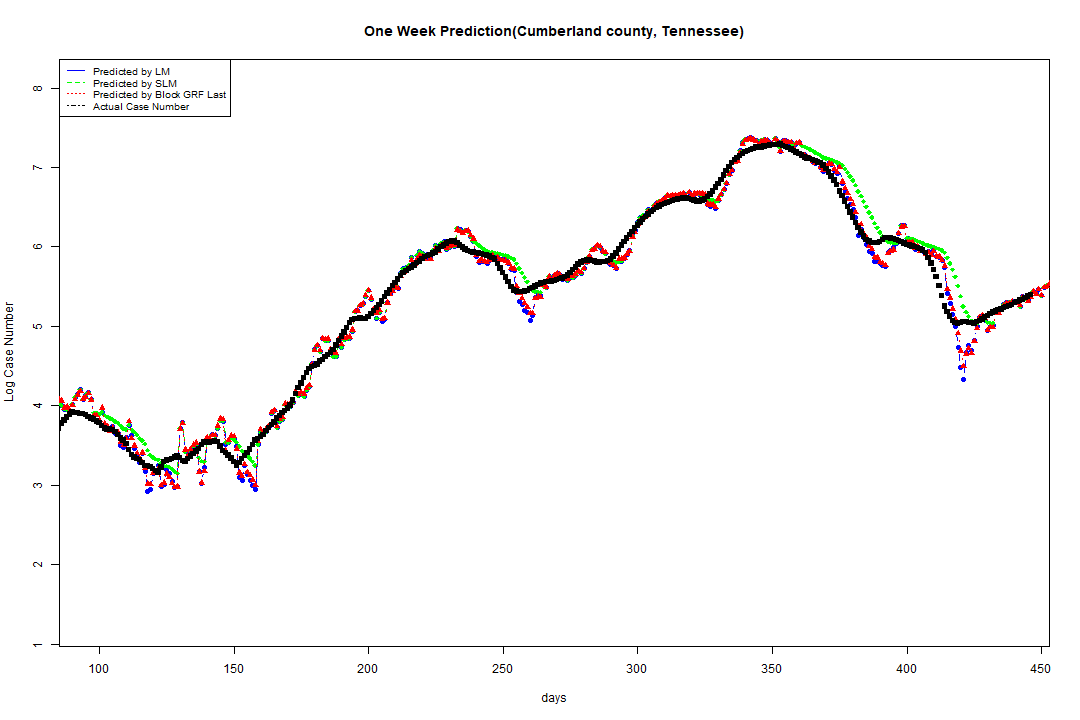 One Week Prediction(Cumberland county, Tennessee)
Predicted by LM
Predicted by SLM
Predicted by Block GRF Last
Actual Case Number
8
7
6
5
4
3
2
1
Log Case Number
100 150 200 250 300 350 400 450
days